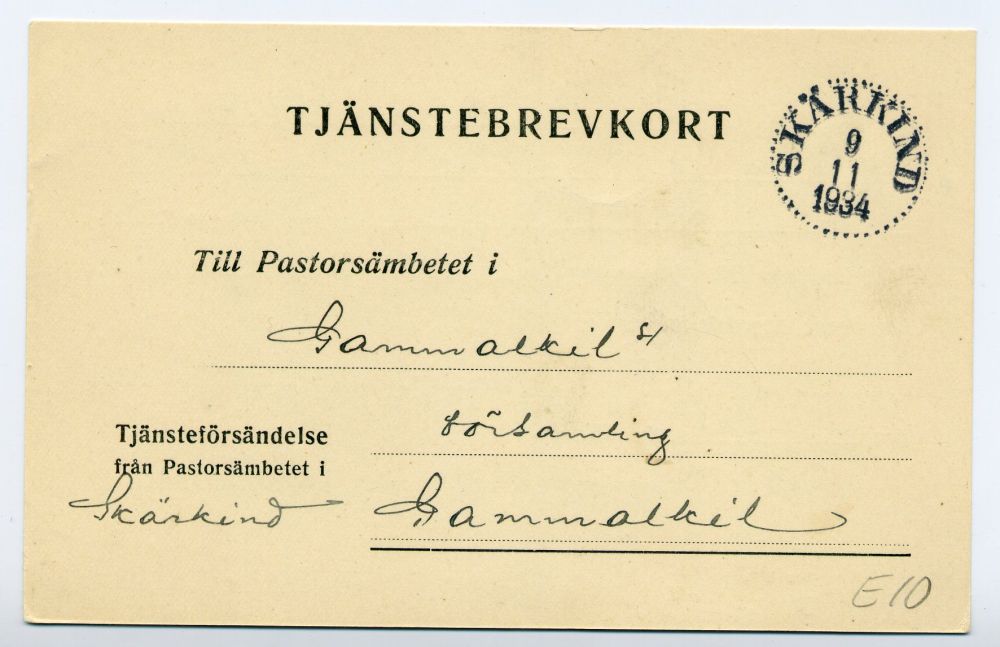 TJÄNSTEBREVKORT
SKÄRKIND
9
11
1934
Till Pastorsämbetet i
Gammalkil s/
församling
Tjänsteförsändelse
från Pastorsämbetet i
Skärkind
Gammalkil
E10